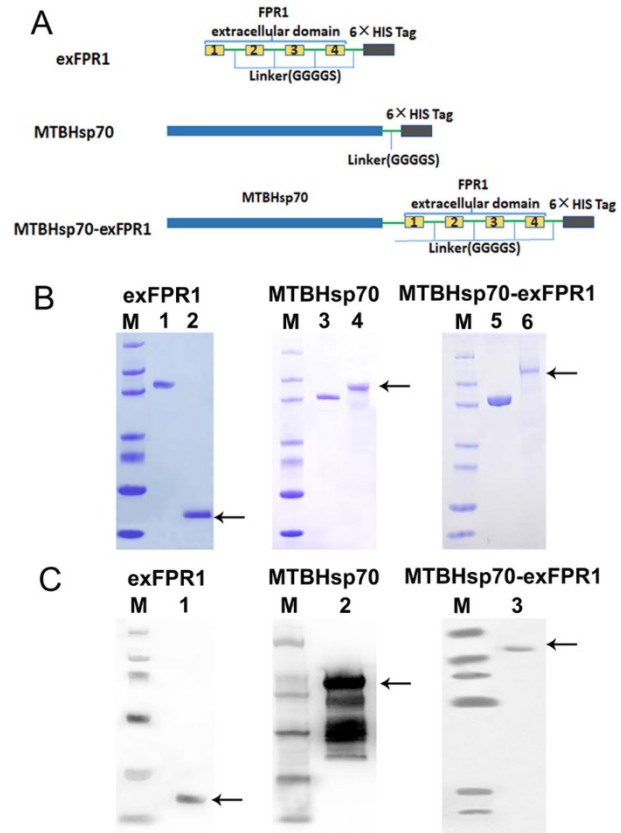 A
FPR1
extracellular domain 6× HIS Tag
exFPR1
1 2 3 4
Linker(GGGGS)
6× HIS Tag
MTBHsp70
Linker(GGGGS)
FPR1
MTBHsp70 extracellular domain 6× HIS Tag
MTBHsp70-exFPR1
1 2 3 4
Linker(GGGGS)
B
exFPR1 MTBHsp70 MTBHsp70-exFPR1
M 1 2 M 3 4 M 5 6
C
exFPR1 MTBHsp70 MTBHsp70-exFPR1
M 1 M 2 M 3